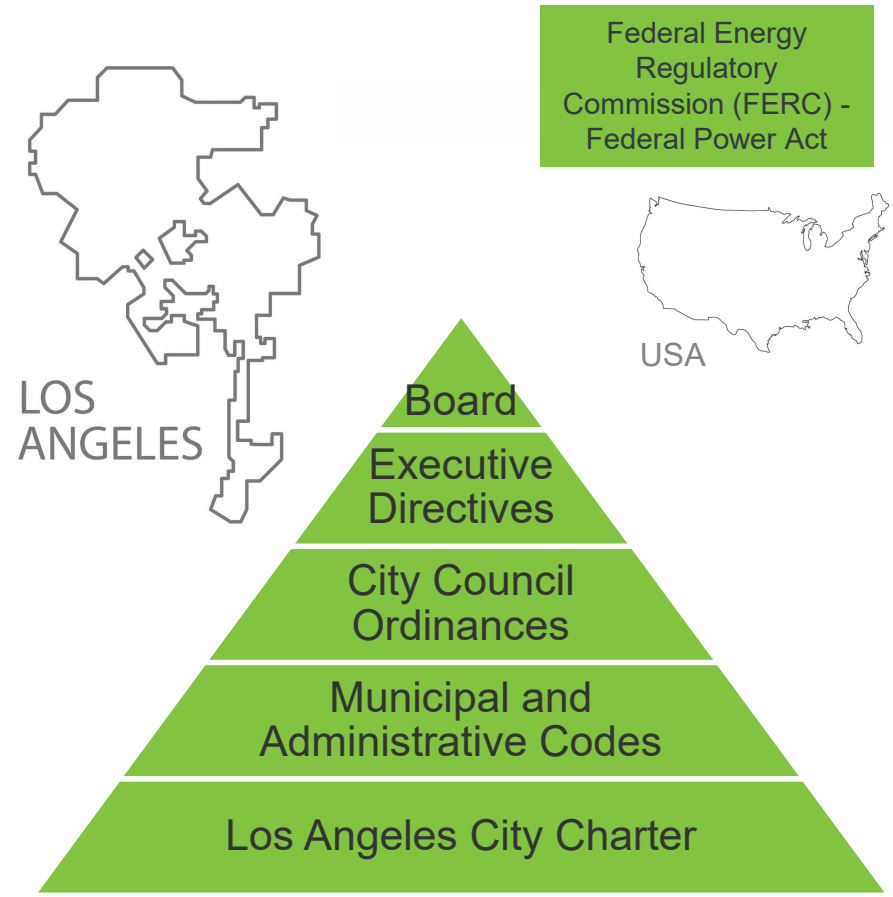 Federal Energy
Regulatory
Commission (FERC) -
Federal Power Act
USA
LOS
ANGELES
Board
Executive
Directives
City Council
Ordinances
Municipal and
Administrative Codes
Los Angeles City Charter